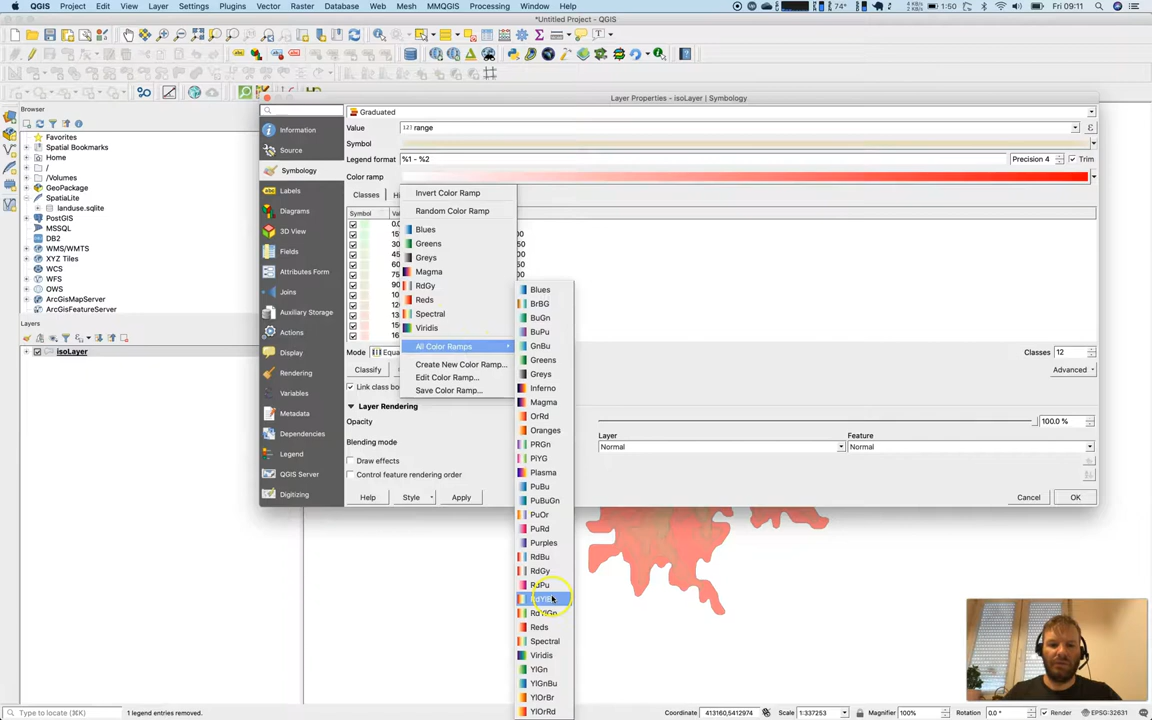 QGIS Project Edit View Layer Settings Plugins Vector Raster Database Web Mesh MMQGIS Processing Window Help 74° 1:50 Fri 09:11
*Untitled Project - QGIS
Browser
Favorites
Spatial Bookmarks
Home
/
/Volumes
GeoPackage
SpatiaLite
landuse.sqlite
PostGIS
MSSQL
DB2
WMS/WMTS
XYZ Tiles
WCS
WFS
OWS
ArcGisMapServer
ArcGisFeatureServer
Layers
isoLayer
Layer Properties - isoLayer | Symbology
Information
Source
Symbology
Labels
Diagrams
3D View
Fields
Attributes Form
Joins
Auxiliary Storage
Actions
Display
Rendering
Variables
Metadata
Dependencies
Legend
QGIS Server
Digitizing
Graduated
Value 123 range
Symbol
Legend format %1 - %2 Precision 4 Trim
Color ramp
Classes
Symbol
Mode Classes 12
Classify Advanced
Layer Rendering
Opacity 100.0 %
Layer Feature
Blending mode Normal Normal
Draw effects
Control feature rendering order
Help Style Apply Cancel OK
Invert Color Ramp
Random Color Ramp
Blues
Greens
Greys
Magma
RdGy
Reds
Spectral
Viridis
All Color Ramps
Create New Color Ramp...
Edit Color Ramp...
Save Color Ramp...
Blues
BrBG
BuGn
BuPu
GnBu
Greens
Greys
Inferno
Magma
OrRd
Oranges
PRGn
PiYG
Plasma
PuBu
PuBuGn
PuOr
PuRd
Purples
RdBu
RdGy
RdPu
RdYlGn
Reds
Spectral
Viridis
YlGn
YlGnBu
YlOrBr
YlOrRd
Type to locate (⌘K) 1 legend entries removed. Coordinate 413160,5412974 Scale 1:337253 Magnifier 100% Rotation 0.0 ° Render EPSG:32631